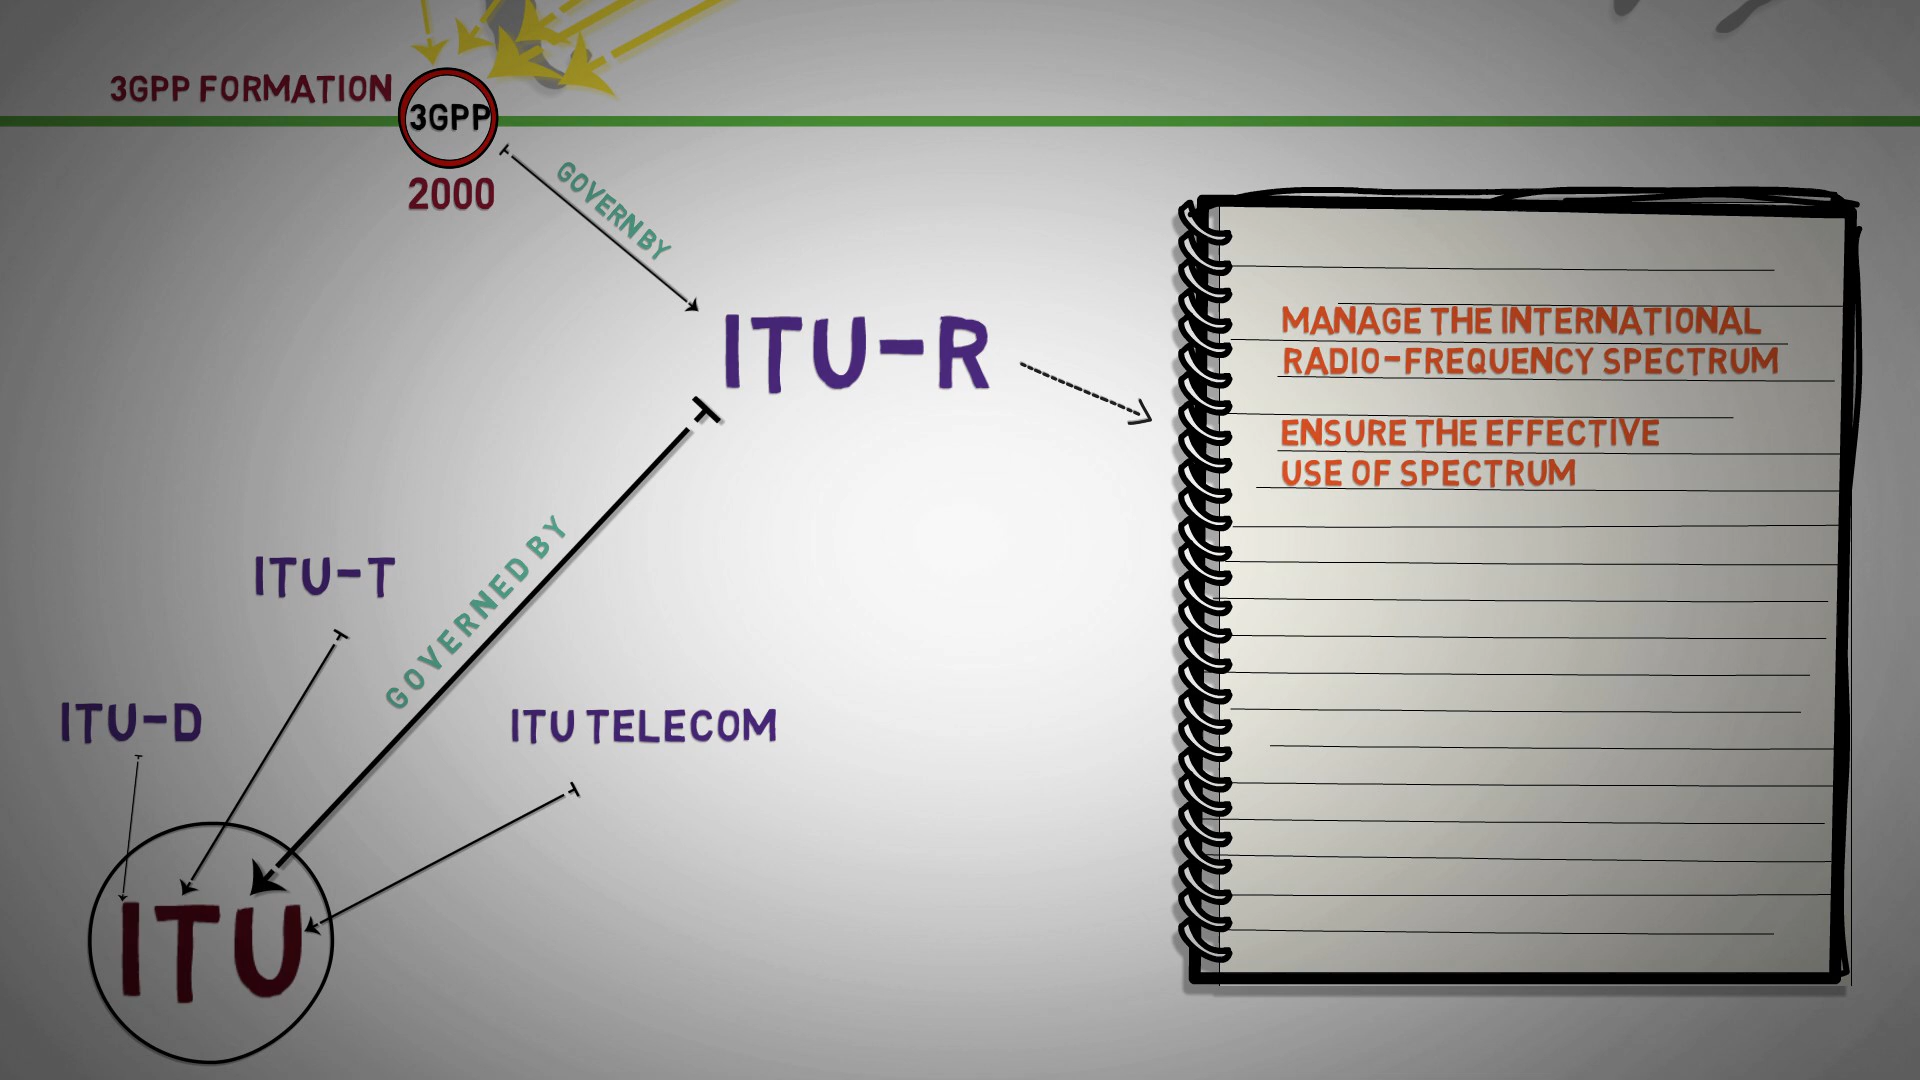 3GPP FORMATION
3GPP
2000
GOVERN BY
ITU-R
MANAGE THE INTERNATIONAL
RADIO-FREQUENCY SPECTRUM
ENSURE THE EFFECTIVE
USE OF SPECTRUM
GOVERNED BY
ITU-T
ITU-D
ITU TELECOM
ITU